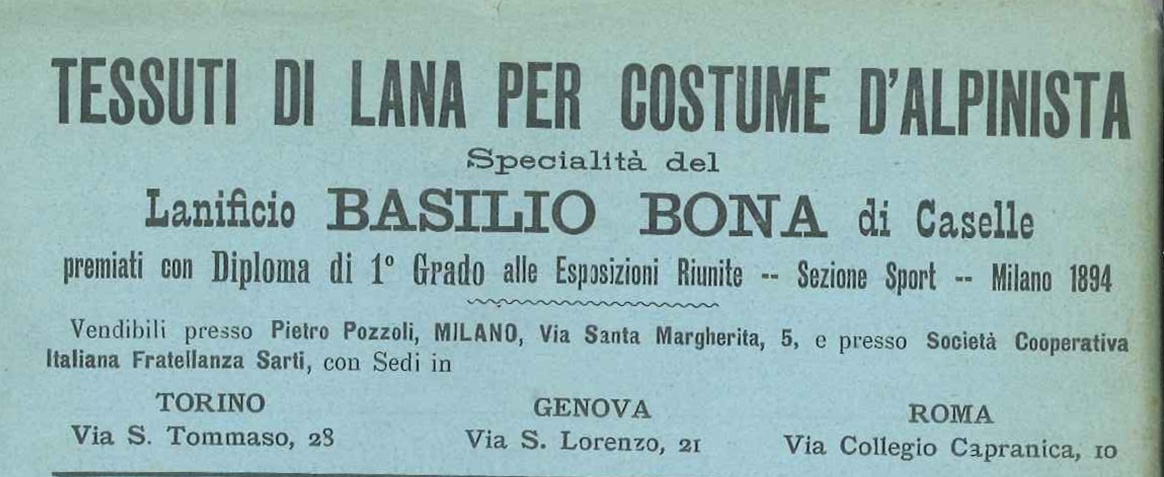 TESSUTI DI LANA PER COSTUME D'ALPINISTA
Specialità del
Lanificio BASILIO BONA di Caselle
premiati con Diploma di 1º Grado alle Esposizioni Riunite -- Sezione Sport -- Milano 1894
Vendibili presso Pietro Pozzoli, MILANO, Via Santa Margherita, 5, e presso Società Cooperativa
Italiana Fratellanza Sarti, con Sedi in
TORINO GENOVA ROMA
Via S. Tommaso, 28 Via S. Lorenzo, 21 Via Collegio Capranica, 10